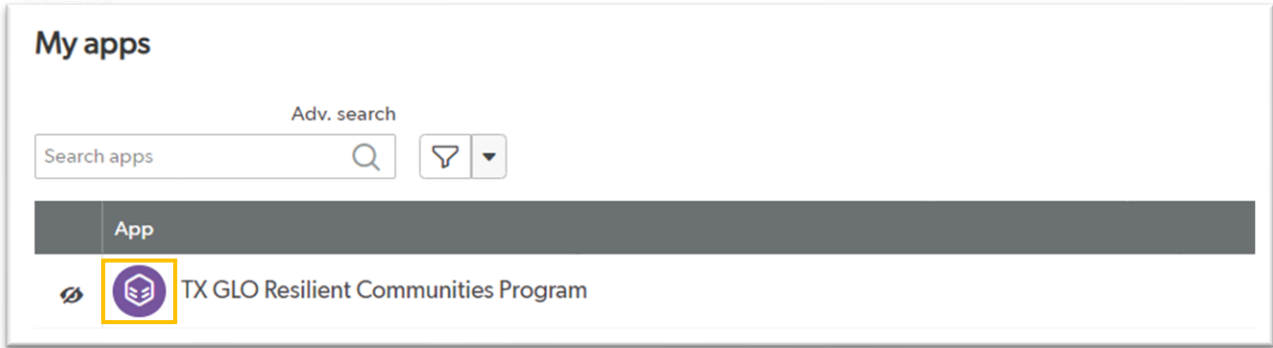 My apps
Adv. search
Search apps
App
TX GLO Resilient Communities Program